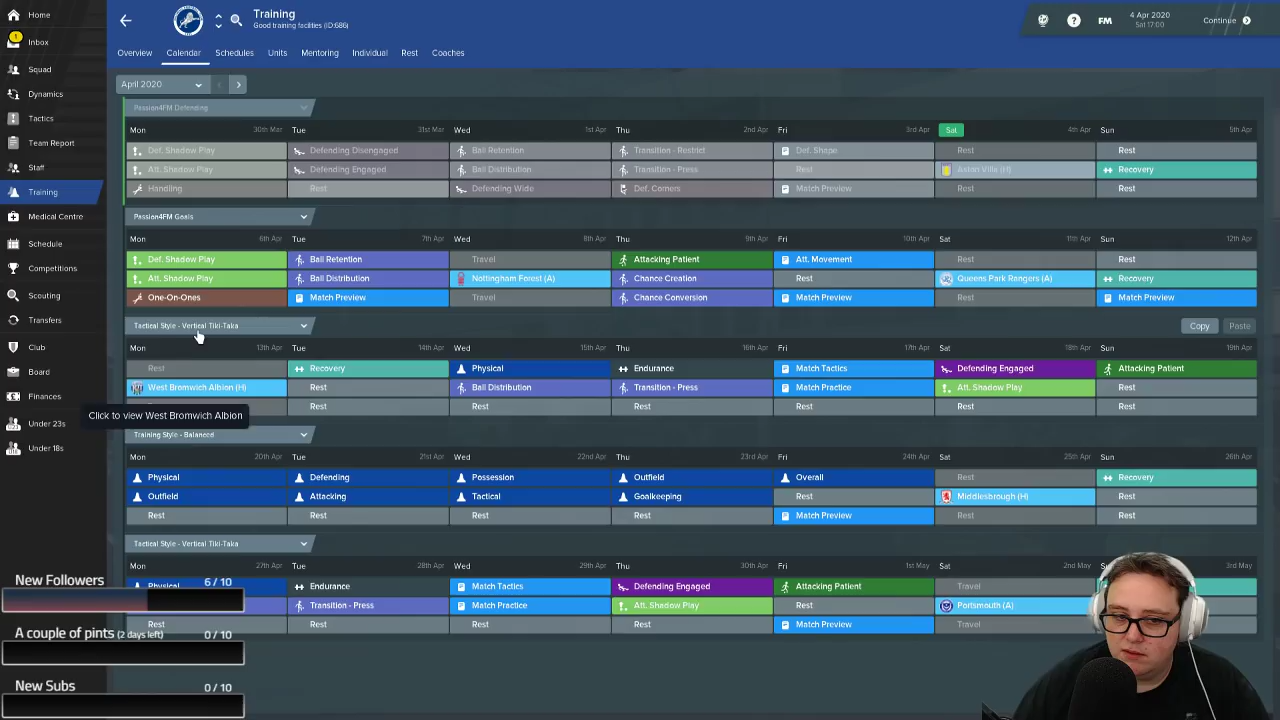 Home
Inbox
1
Squad
Dynamics
Tactics
Team Report
Staff
Training
Medical Centre
Schedule
Competitions
Scouting
Transfers
Club
Board
Finances
Under 23s
Under 18s
Training
Good training facilities (ID:686)
FM
4 Apr 2020
Sat 17:00
Continue
Overview Calendar Schedules Units Mentoring Individual Rest Coaches
April 2020
Passion4FM Defending
Mon 30th Mar Tue 31st Mar Wed 1st Apr Thu 2nd Apr Fri 3rd Apr Sat 4th Apr Sun 5th Apr
Def. Shadow Play Defending Disengaged Ball Retention Transition - Restrict Def. Shape Rest Rest
Att. Shadow Play Defending Engaged Ball Distribution Transition - Press Rest Aston Villa (H) Recovery
Handling Rest Defending Wide Def. Corners Match Preview Rest Rest
Passion4FM Goals
Mon 6th Apr Tue 7th Apr Wed 8th Apr Thu 9th Apr Fri 10th Apr Sat 11th Apr Sun 12th Apr
Def. Shadow Play Ball Retention Travel Attacking Patient Att. Movement Travel Rest
Att. Shadow Play Ball Distribution Nottingham Forest (A) Chance Creation Rest Queens Park Rangers (A) Recovery
One-On-Ones Match Preview Travel Chance Conversion Match Preview Travel Match Preview
Tactical Style - Vertical Tiki-Taka
Copy Paste
Mon 13th Apr Tue 14th Apr Wed 15th Apr Thu 16th Apr Fri 17th Apr Sat 18th Apr Sun 19th Apr
Rest Recovery Physical Endurance Match Tactics Defending Engaged Attacking Patient
West Bromwich Albion (H) Rest Ball Distribution Transition - Press Match Practice Att. Shadow Play Rest
Rest Rest Rest Rest Rest Rest
Click to view West Bromwich Albion
Training Style - Balanced
Mon 20th Apr Tue 21st Apr Wed 22nd Apr Thu 23rd Apr Fri 24th Apr Sat 25th Apr Sun 26th Apr
Physical Defending Possession Outfield Overall Rest Recovery
Outfield Attacking Tactical Goalkeeping Rest Middlesbrough (H) Rest
Rest Rest Rest Rest Match Preview Rest Rest
Tactical Style - Vertical Tiki-Taka
Mon 27th Apr Tue 28th Apr Wed 29th Apr Thu 30th Apr Fri 1st May Sat 2nd May 3rd May
Physical Endurance Match Tactics Defending Engaged Attacking Patient Travel
Transition - Press Match Practice Att. Shadow Play Rest Portsmouth (A)
Rest Rest Rest Rest Match Preview Travel
New Followers 6 / 10
A couple of pints (2 days left) 0 / 10
New Subs 0 / 10